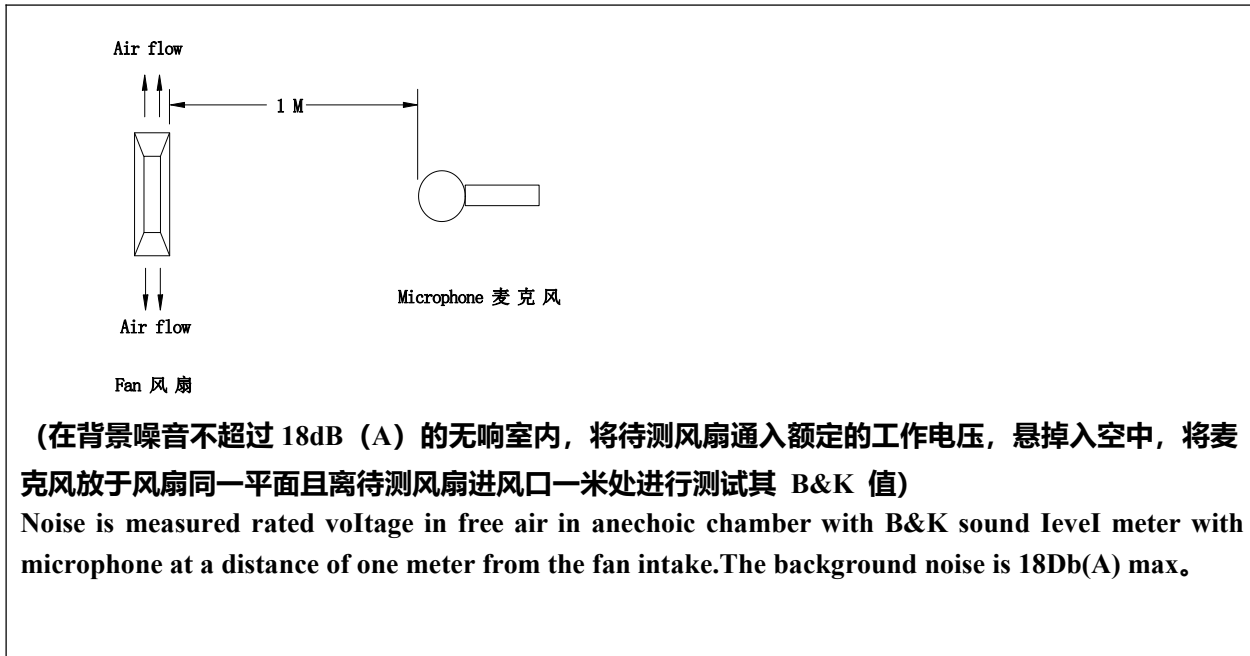 Air flow
1 M
Microphone 麦 克 风
Air flow
Fan 风 扇
（在背景噪音不超过 18dB（A）的无响室内，将待测风扇通入额定的工作电压，悬掉入空中，将麦
克风放于风扇同一平面且离待测风扇进风口一米处进行测试其 B&K 值）
Noise is measured rated voItage in free air in anechoic chamber with B&K sound IeveI meter with
microphone at a distance of one meter from the fan intake.The background noise is 18Db(A) max。